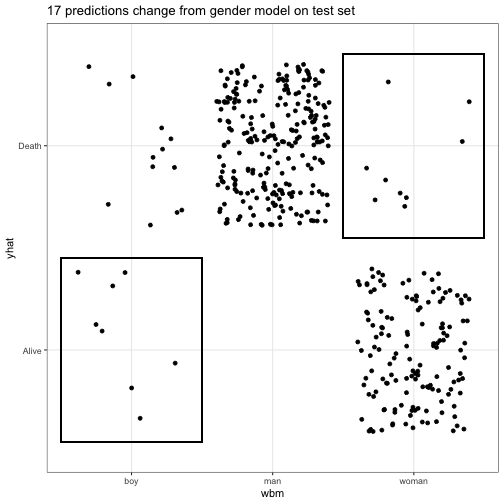 17 predictions change from gender model on test set
Death
yhat
Alive
boy
man
woman
wbm